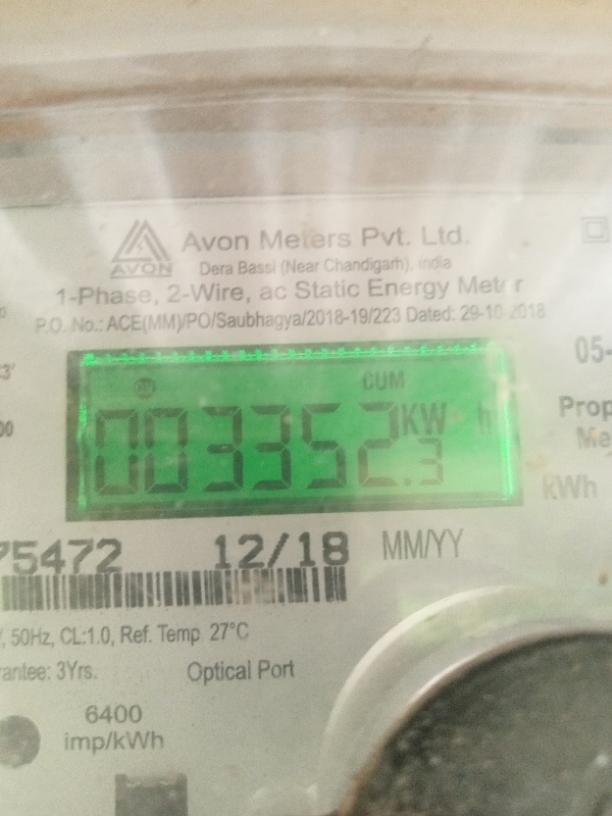 Avon Meters Pvt. Ltd.
AVON
Dera Bassi (Near Chandigarh), India
1-Phase, 2-Wire, ac Static Energy Meter
P.O. No.: ACE(MM)/PO/Saubhagya/2018-19/223 Dated: 29-10-2018
05-
CUM
003352.3 KW h
Prop
Me
kWh
75472 12/18 MM/YY
, 50Hz, CL:1.0, Ref. Temp 27°C
antee: 3Yrs. Optical Port
6400
imp/kWh